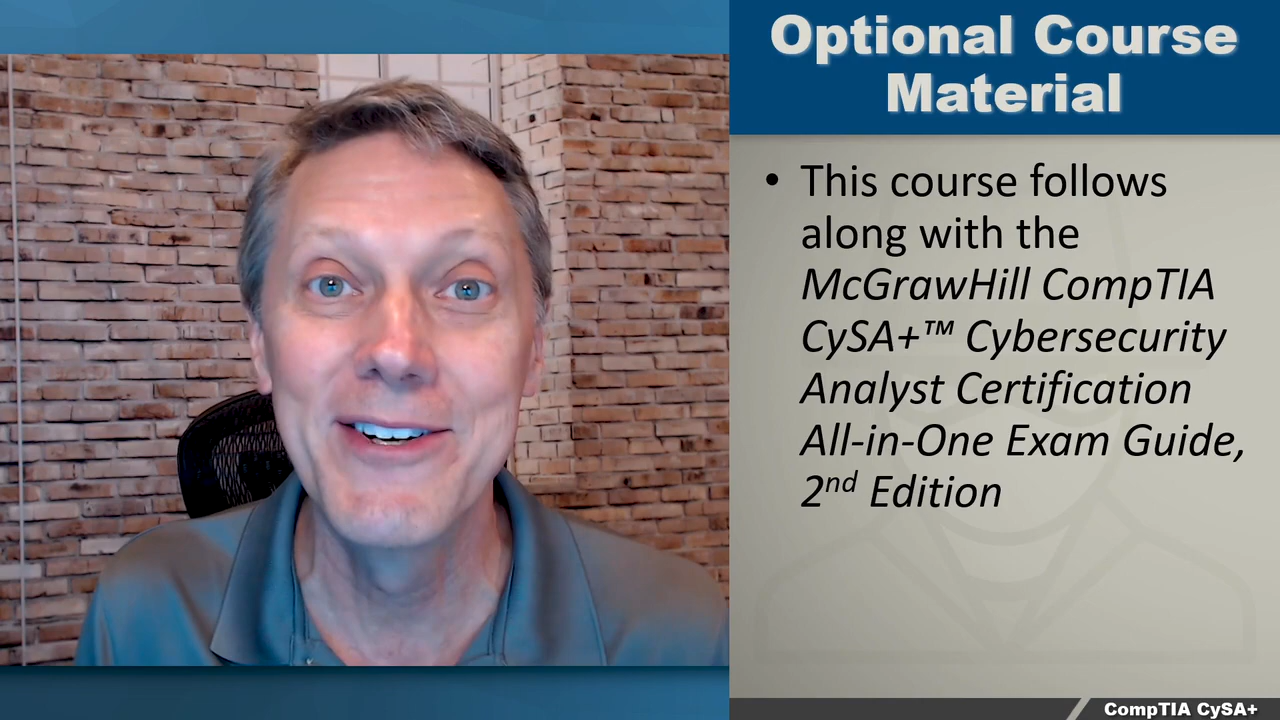 Optional Course
Material
• This course follows
along with the
McGrawHill CompTIA
CySA+™ Cybersecurity
Analyst Certification
All-in-One Exam Guide,
2nd Edition
CompTIA CySA+